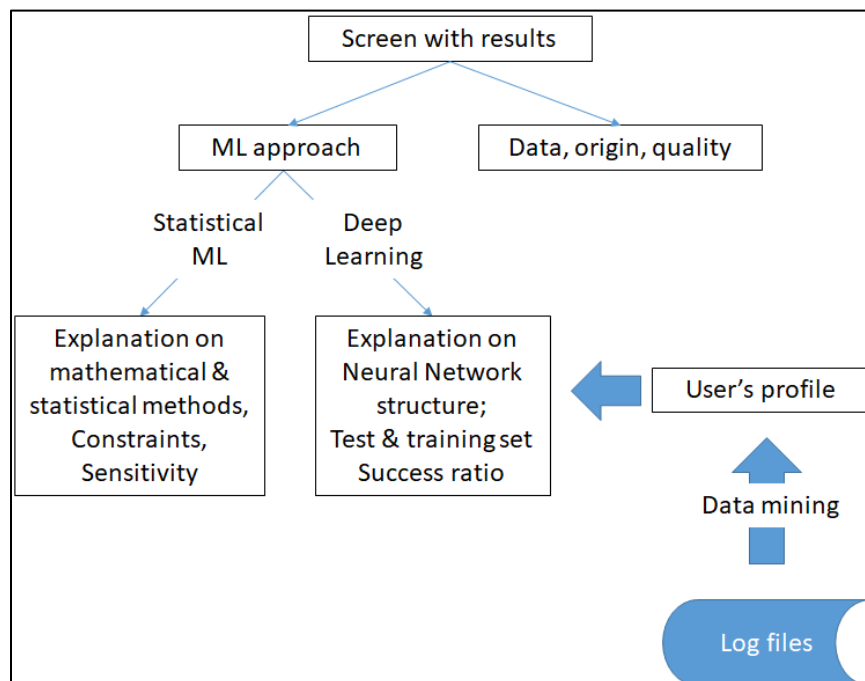 Screen with results
ML approach
Data, origin, quality
Statistical
ML
Deep
Learning
Explanation on
mathematical &
statistical methods,
Constraints,
Sensitivity
Explanation on
Neural Network
structure;
Test & training set
Success ratio
User's profile
Data mining
Log files